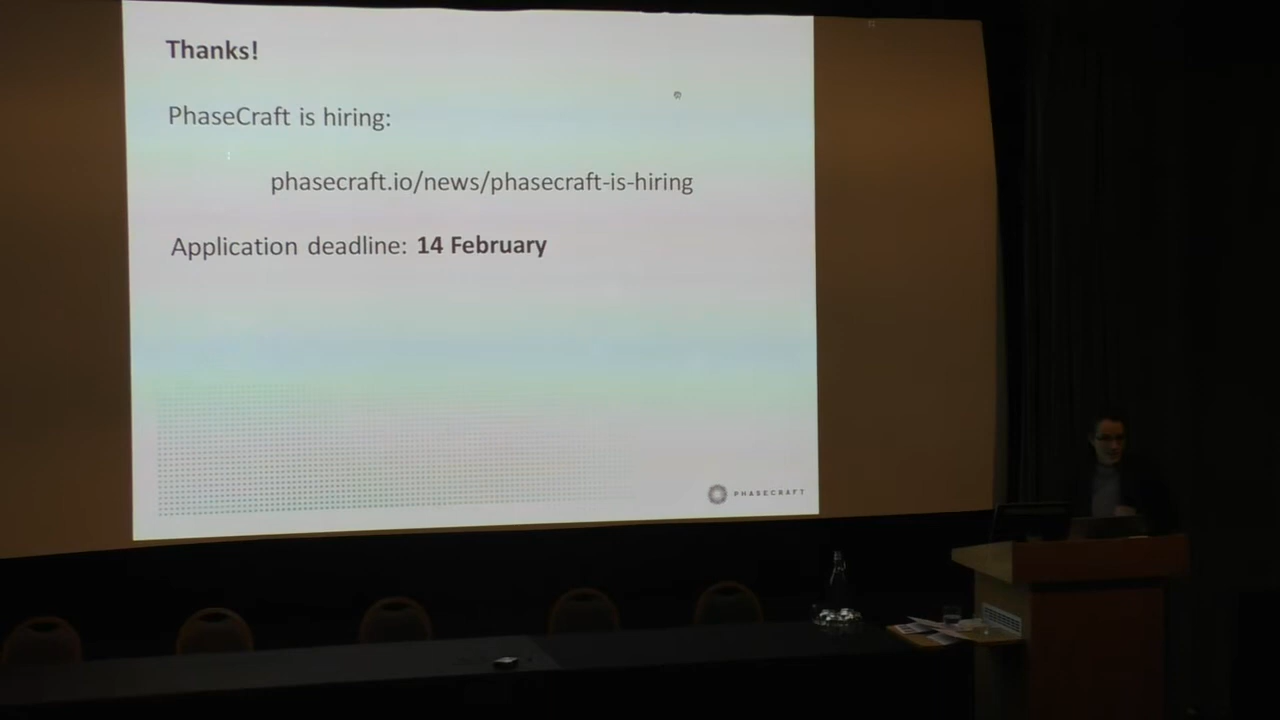 Thanks!
PhaseCraft is hiring:
phasecraft.io/news/phasecraft-is-hiring
Application deadline: 14 February
PHASECRAFT